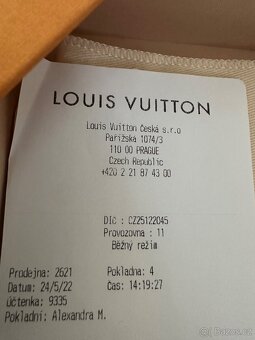 LOUIS VUITTON
Louis Vuitton Česká s.r.o
Pařížská 1074/3
110 00 PRAGUE
Czech Republic
+420 2 21 87 43 00
DIČ : CZ25122045
Provozovna : 11
Běžný režim
Prodejna: 2621
Pokladna: 4
Datum: 24/5/22
Čas: 14:19:27
Účtenka: 9335
Pokladní: Alexandra M.
bazos.cz